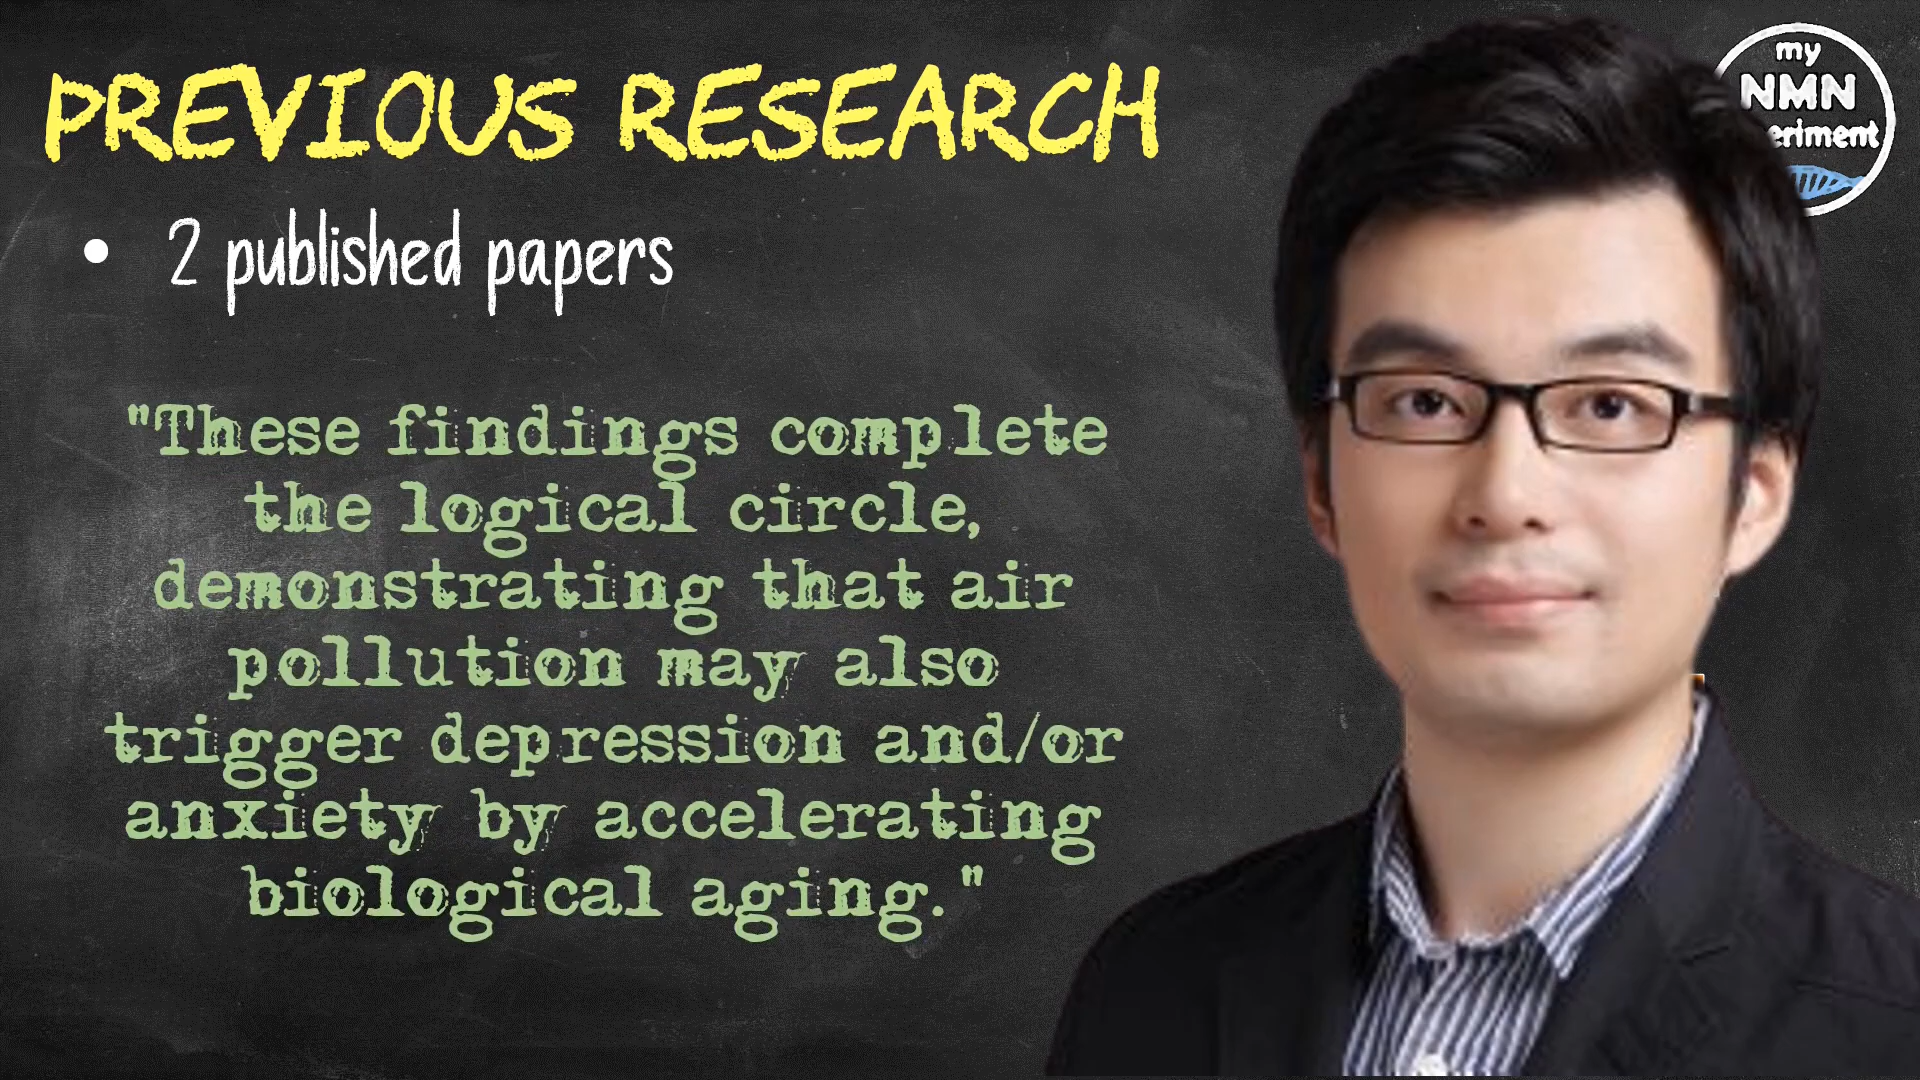 PREVIOUS RESEARCH
• 2 published papers
"These findings complete
the logical circle,
demonstrating that air
pollution may also
trigger depression and/or
anxiety by accelerating
biological aging."
my
NMN
eriment